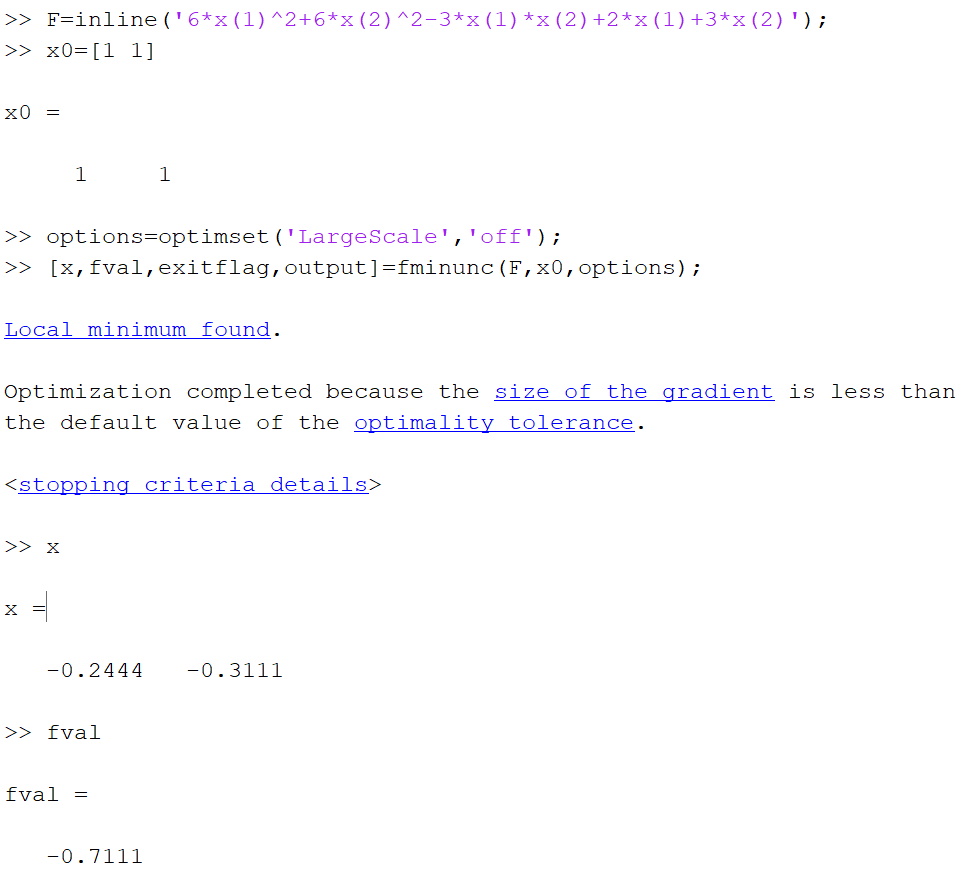 >> F=inline('6*x(1)^2+6*x(2)^2-3*x(1)*x(2)+2*x(1)+3*x(2)');
>> x0=[1 1]
x0 =
1 1
>> options=optimset('LargeScale','off');
>> [x,fval,exitflag,output]=fminunc(F,x0,options);
Local minimum found.
Optimization completed because the size of the gradient is less than
the default value of the optimality tolerance.
<stopping criteria details>
>> x
x =
-0.2444 -0.3111
>> fval
fval =
-0.7111